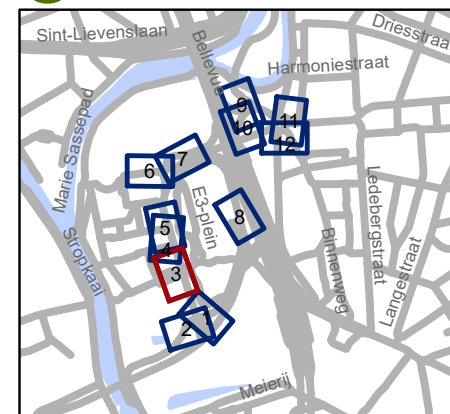 Sint-Lievenslaan
Bellevue
Driesstraa
Harmoniestraat
Marie Sassepad
9
10
11
12
7
6
E3-plein
Ledebergstraat
5
8
4
Stropkaai
3
Binnenweg
Langestraat
1
2
Meierij